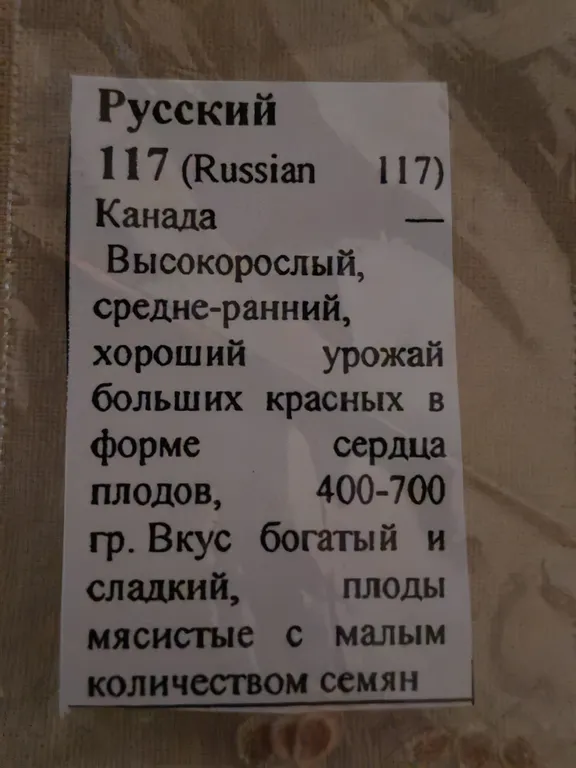 Русский
117 (Russian 117)
Канада —
Высокорослый,
средне-ранний,
хороший урожай
больших красных в
форме сердца
плодов, 400-700
гр. Вкус богатый и
сладкий, плоды
мясистые с малым
количеством семян